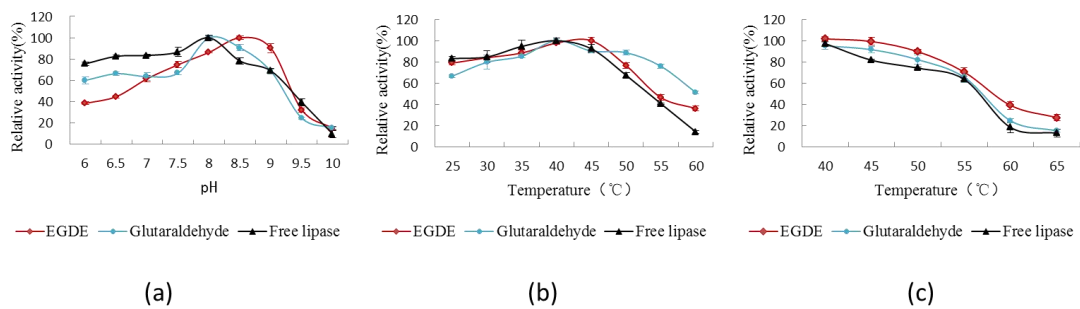 Relative activity(%)
120
100
80
60
40
20
0
6 6.5 7 7.5 8 8.5 9 9.5 10
pH
EGDE Glutaraldehyde Free lipase
(a)
Relative activity(%)
120
100
80
60
40
20
0
25 30 35 40 45 50 55 60
Temperature（℃）
EGDE Glutaraldehyde Free lipase
(b)
Relative activity(%)
120
100
80
60
40
20
0
40 45 50 55 60 65
Temperature（℃）
EGDE Glutaraldehyde Free lipase
(c)